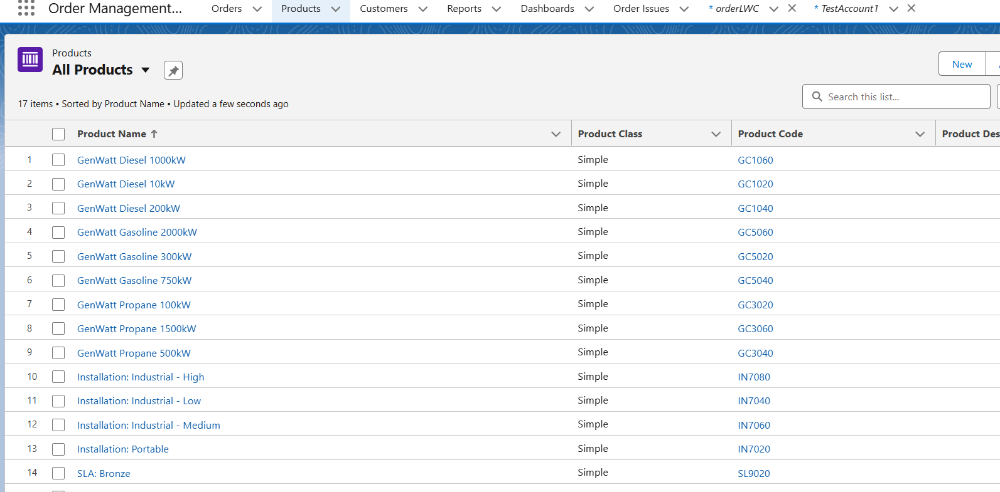 Order Management... Orders Products Customers Reports Dashboards Order Issues * orderLWC * TestAccount1
Products
All Products
New
17 items • Sorted by Product Name • Updated a few seconds ago
Search this list...
Product Name Product Class Product Code Product Des
1 GenWatt Diesel 1000kW Simple GC1060
2 GenWatt Diesel 10kW Simple GC1020
3 GenWatt Diesel 200kW Simple GC1040
4 GenWatt Gasoline 2000kW Simple GC5060
5 GenWatt Gasoline 300kW Simple GC5020
6 GenWatt Gasoline 750kW Simple GC5040
7 GenWatt Propane 100kW Simple GC3020
8 GenWatt Propane 1500kW Simple GC3060
9 GenWatt Propane 500kW Simple GC3040
10 Installation: Industrial - High Simple IN7080
11 Installation: Industrial - Low Simple IN7040
12 Installation: Industrial - Medium Simple IN7060
13 Installation: Portable Simple IN7020
14 SLA: Bronze Simple SL9020